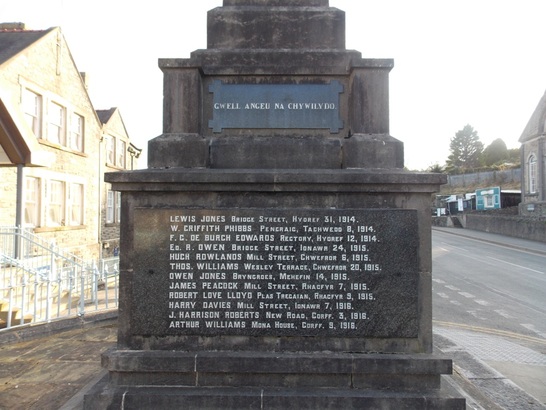 GWELL ANGEU NA CHYWILYDD.
LEWIS JONES BRIDGE STREET, HYDREF 31, 1914.
W. GRIFFITH PHIBBS PENGRAIG, TACHWEDD 8, 1914.
F. C. DE BURGH EDWARDS RECTORY, HYDREF 12, 1914.
ED. R. OWEN BRIDGE STREET, IONAWR 24, 1915.
HUGH ROWLANDS MILL STREET, CHWEFROR 6, 1915.
THOS. WILLIAMS WESLEY TERRACE, CHWEFROR 20, 1915.
OWEN JONES BRYNGOROZ, MEHEFIN 14, 1915.
JAMES PEACOCK MILL STREET, RHAGFYR 7, 1915.
ROBERT LOVE LLOYD PLAS TREGAIAN, RHAGFYR 9, 1915.
HARRY DAVIES MILL STREET, IONAWR 7, 1916.
J. HARRISON ROBERTS NEW ROAD, CORFF. 3, 1916.
ARTHUR WILLIAMS MONA HOUSE, CORFF. 9, 1916.